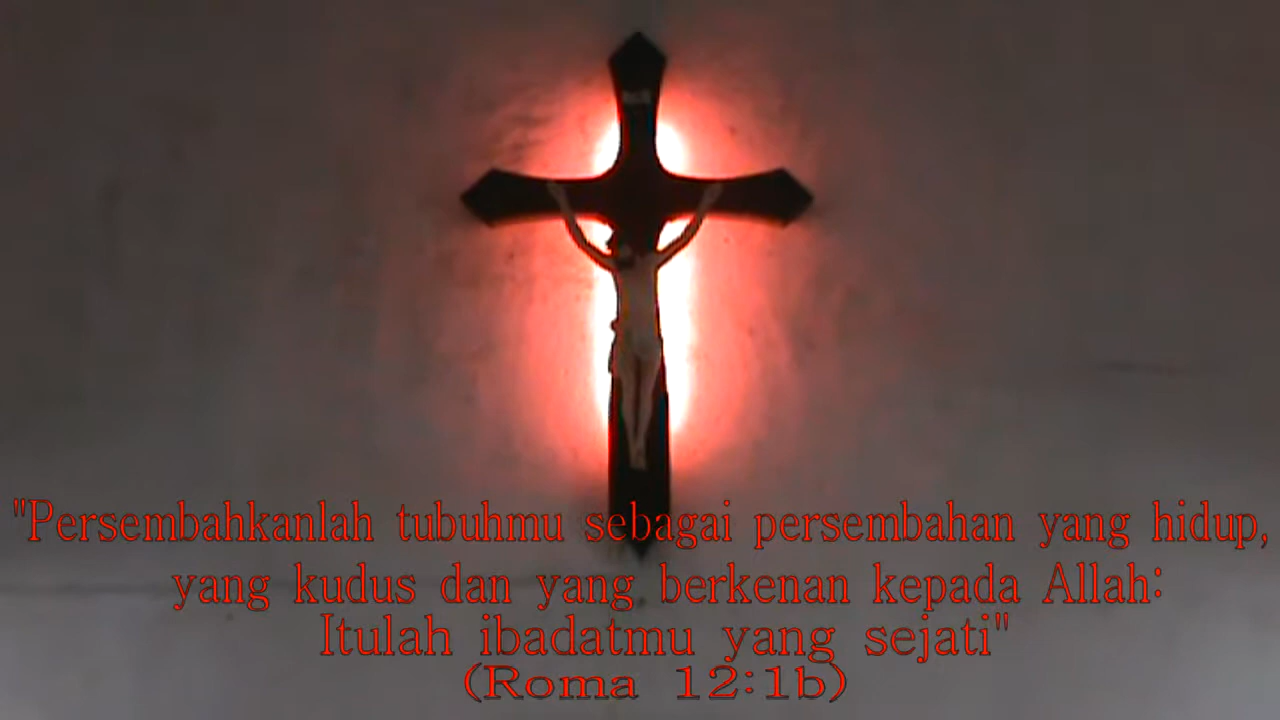 "Persembahkanlah tubuhmu sebagai persembahan yang hidup,
yang kudus dan yang berkenan kepada Allah:
Itulah ibadatmu yang sejati"
(Roma 12:1b)